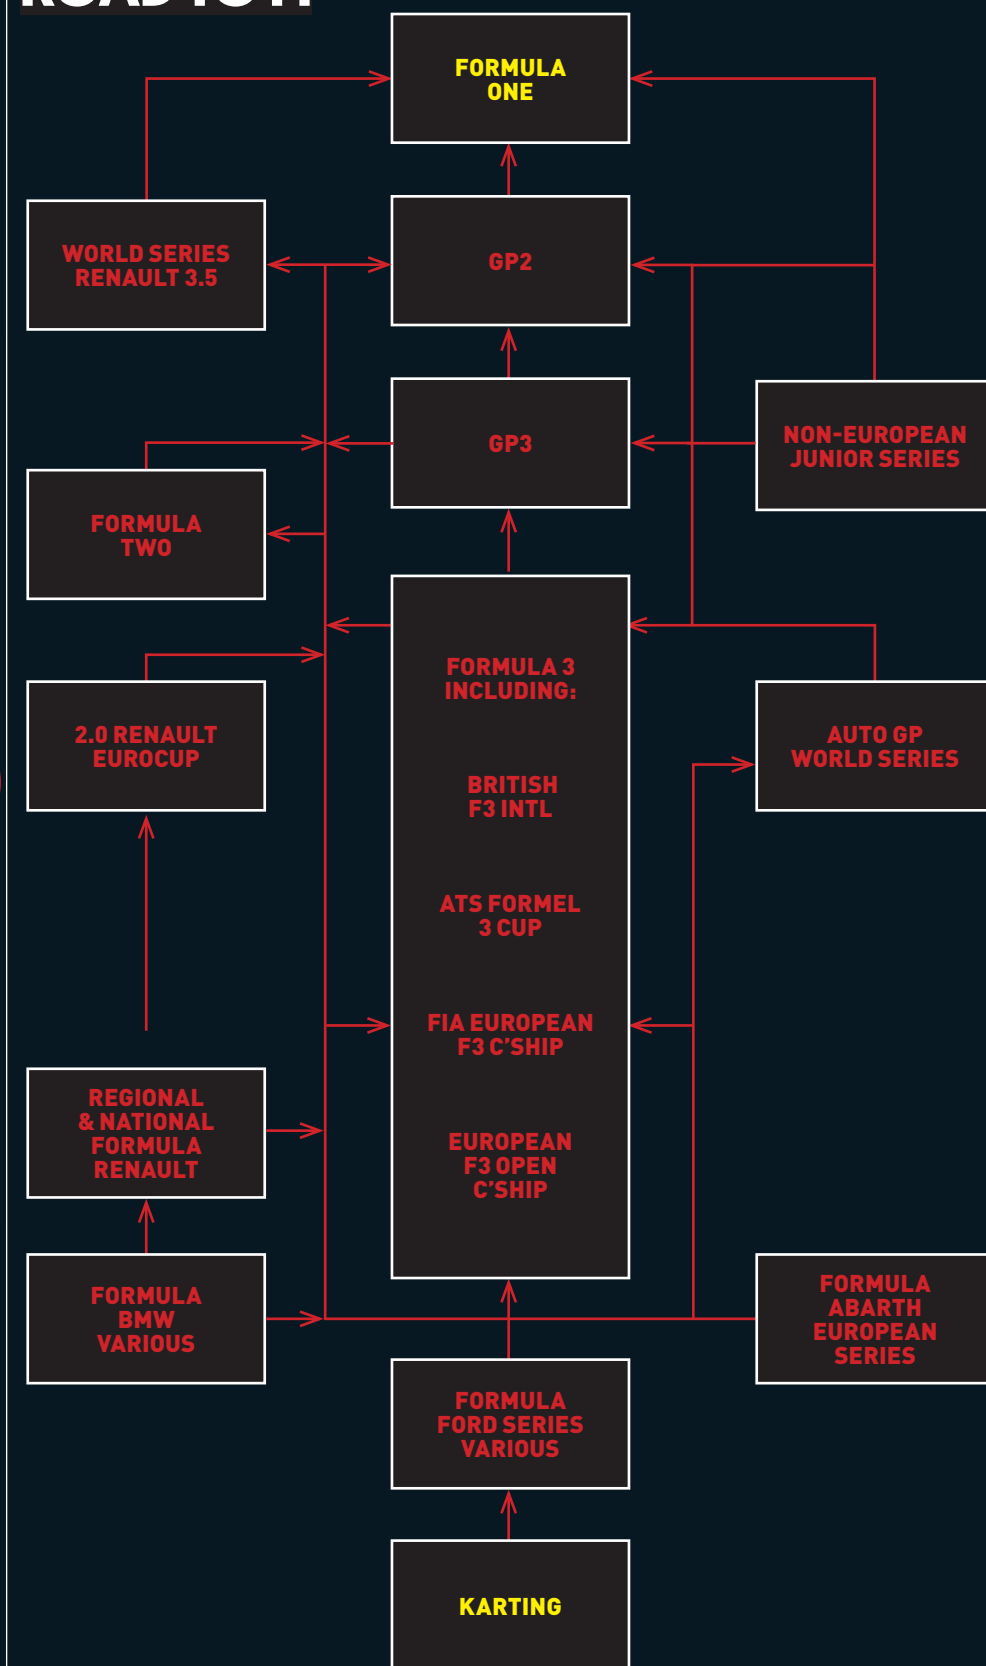 ROAD TO F1
FORMULA
ONE
WORLD SERIES
RENAULT 3.5
GP2
GP3
NON-EUROPEAN
JUNIOR SERIES
FORMULA
TWO
FORMULA 3
INCLUDING:
2.0 RENAULT
EUROCUP
AUTO GP
WORLD SERIES
BRITISH
F3 INTL
ATS FORMEL
3 CUP
FIA EUROPEAN
F3 C'SHIP
REGIONAL
& NATIONAL
FORMULA
RENAULT
EUROPEAN
F3 OPEN
C'SHIP
FORMULA
BMW
VARIOUS
FORMULA
ABARTH
EUROPEAN
SERIES
FORMULA
FORD SERIES
VARIOUS
KARTING